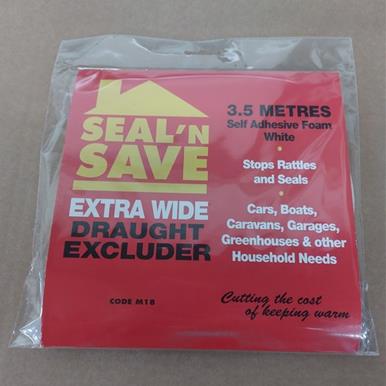 SEAL'N
SAVE
EXTRA WIDE
DRAUGHT
EXCLUDER
CODE M18
3.5 METRES
Self Adhesive Foam
White
•
Stops Rattles
and Seals
•
Cars, Boats,
Caravans, Garages,
Greenhouses & other
Household Needs
Cutting the cost
of keeping warm